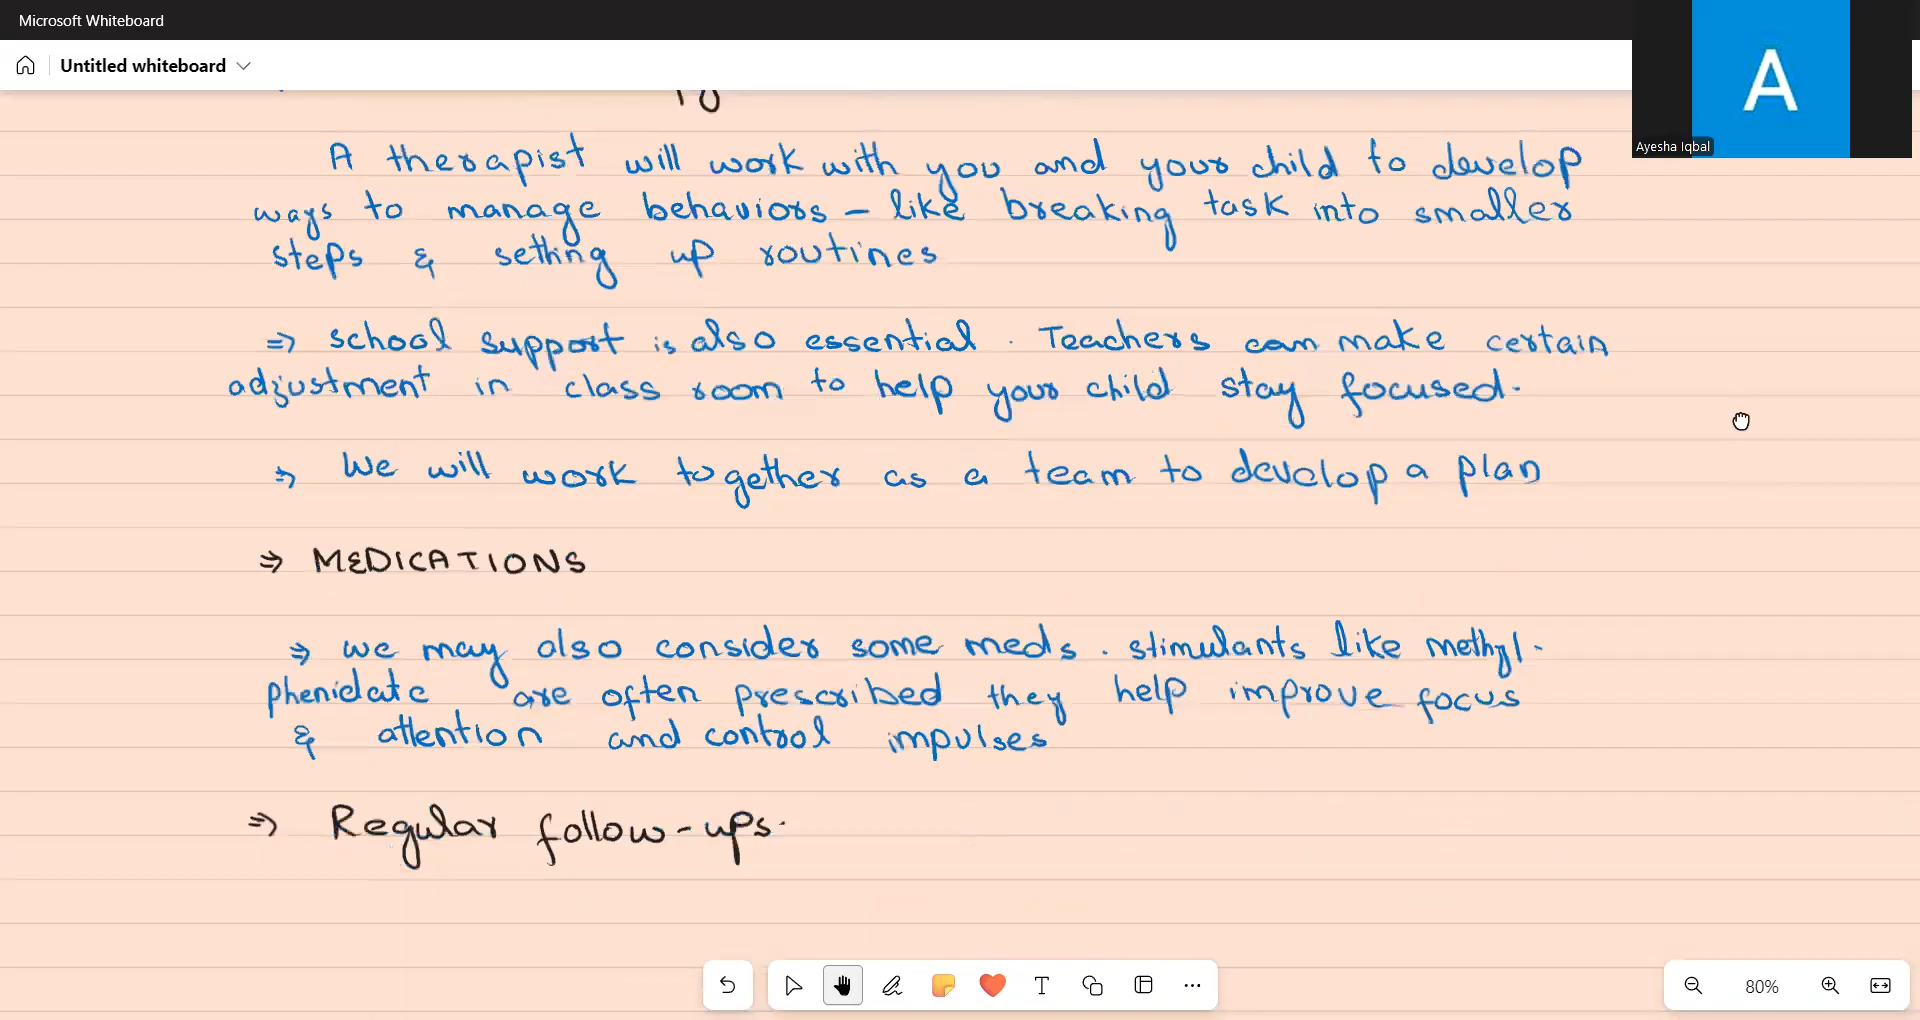 Microsoft Whiteboard
Untitled whiteboard
A
Ayesha Iqbal
A therapist will work with you and your child to develop
ways to manage behaviors - like breaking task into smaller
steps & setting up routines
⇒ school support is also essential. Teachers can make certain
adjustment in class room to help your child stay focused.
⇒ We will work together as a team to develop a plan
⇒ MEDICATIONS
⇒ we may also consider some meds. stimulants like methyl-
phenidate are often prescribed they help improve focus
& attention and control impulses
⇒ Regular follow-ups.
T
80%